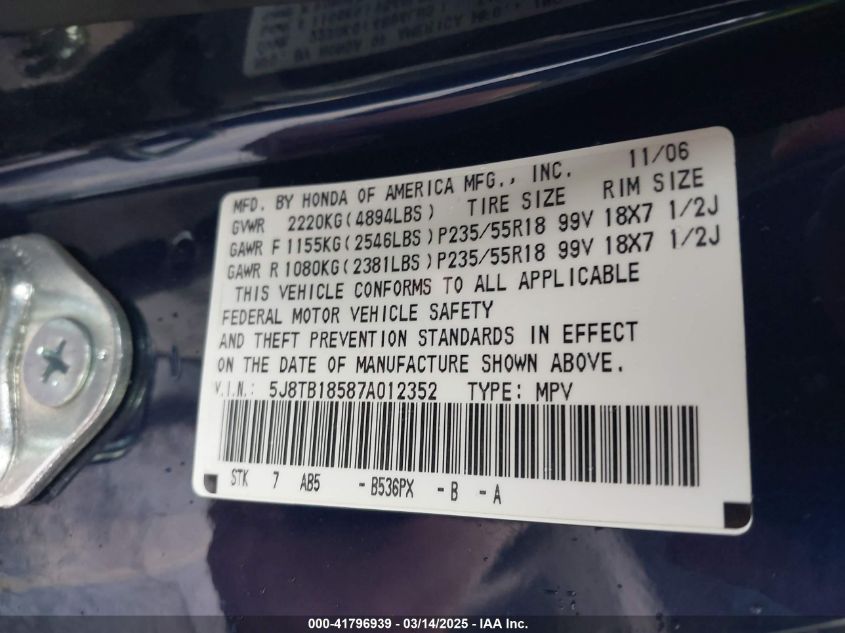 MFD. BY HONDA OF AMERICA MFG., INC. 11/06
GVWR 2220KG(4894LBS) TIRE SIZE RIM SIZE
GAWR F1155KG(2546LBS)P235/55R18 99V 18X7 1/2J
GAWR R1080KG(2381LBS)P235/55R18 99V 18X7 1/2J
THIS VEHICLE CONFORMS TO ALL APPLICABLE
FEDERAL MOTOR VEHICLE SAFETY
AND THEFT PREVENTION STANDARDS IN EFFECT
ON THE DATE OF MANUFACTURE SHOWN ABOVE.
V.I.N.: 5J8TB18587A012352 TYPE: MPV
STK 7 AB5 - B536PX - B - A
000-41796939 | 03/14/2025 — IAA Inc.